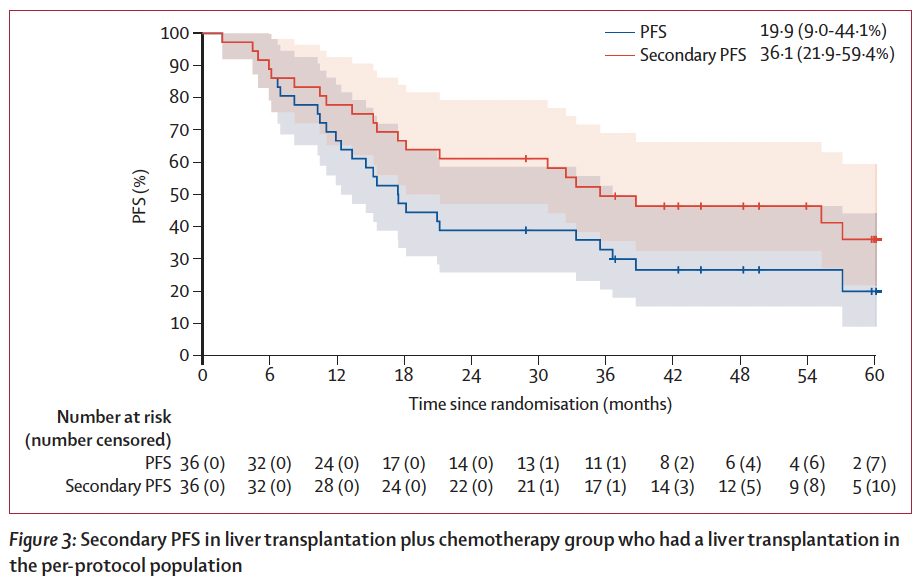 100
90
80
70
60
50
40
30
20
10
0
PFS (%)
PFS 19·9 (9·0-44·1%)
Secondary PFS 36·1 (21·9-59·4%)
0 6 12 18 24 30 36 42 48 54 60
Time since randomisation (months)
Number at risk
(number censored)
PFS 36 (0) 32 (0) 24 (0) 17 (0) 14 (0) 13 (1) 11 (1) 8 (2) 6 (4) 4 (6) 2 (7)
Secondary PFS 36 (0) 32 (0) 28 (0) 24 (0) 22 (0) 21 (1) 17 (1) 14 (3) 12 (5) 9 (8) 5 (10)
Figure 3: Secondary PFS in liver transplantation plus chemotherapy group who had a liver transplantation in
the per-protocol population